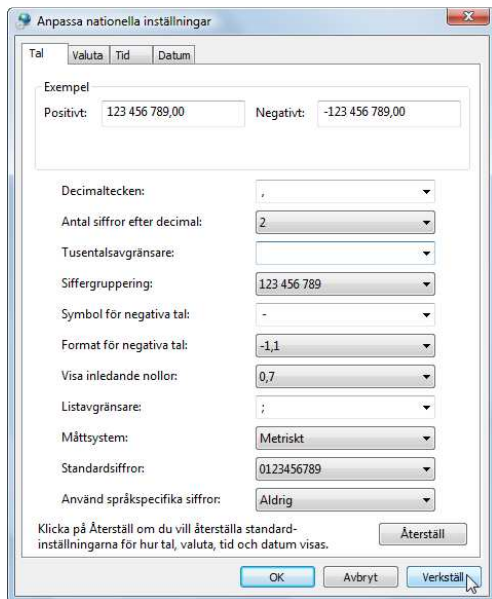 Anpassa nationella inställningar
Tal Valuta Tid Datum
Exempel
Positivt: 123 456 789,00 Negativt: -123 456 789,00
Decimaltecken: ,
Antal siffror efter decimal: 2
Tusentalsavgränsare:
Siffergruppering: 123 456 789
Symbol för negativa tal: -
Format för negativa tal: -1,1
Visa inledande nollor: 0,7
Listavgränsare: ;
Måttsystem: Metriskt
Standardsiffror: 0123456789
Använd språkspecifika siffror: Aldrig
Klicka på Återställ om du vill återställa standard-
inställningarna för hur tal, valuta, tid och datum visas. Återställ
OK Avbryt Verkställ